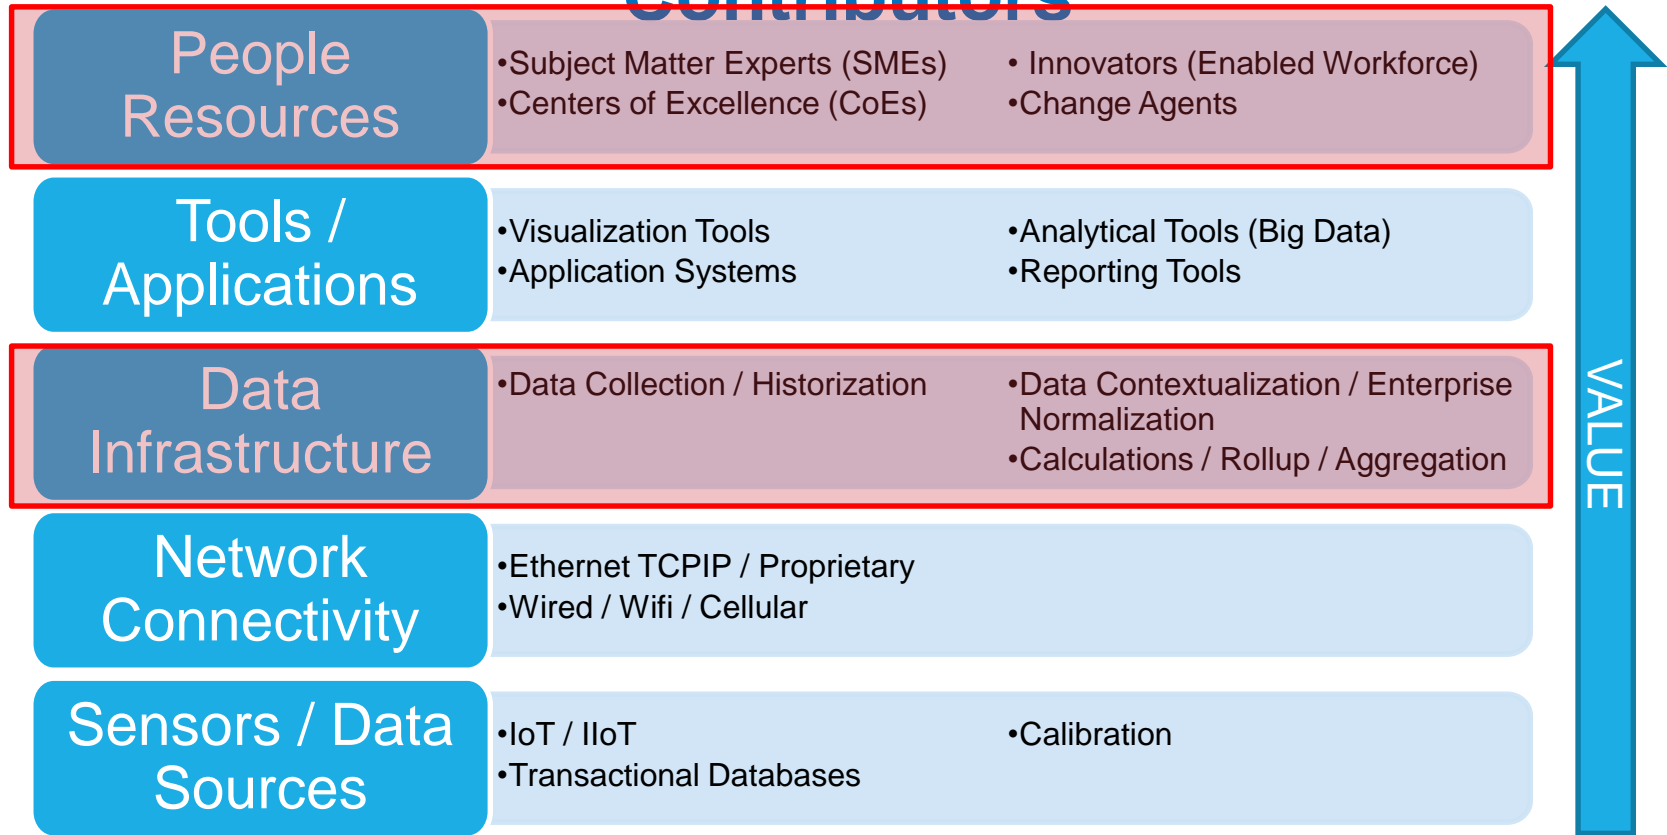 Contributors
People
Resources
•Subject Matter Experts (SMEs)
•Centers of Excellence (CoEs)
• Innovators (Enabled Workforce)
•Change Agents
Tools /
Applications
•Visualization Tools
•Application Systems
•Analytical Tools (Big Data)
•Reporting Tools
Data
Infrastructure
•Data Collection / Historization
•Data Contextualization / Enterprise
Normalization
•Calculations / Rollup / Aggregation
Network
Connectivity
•Ethernet TCPIP / Proprietary
•Wired / Wifi / Cellular
Sensors / Data
Sources
•IoT / IIoT
•Transactional Databases
•Calibration
VALUE